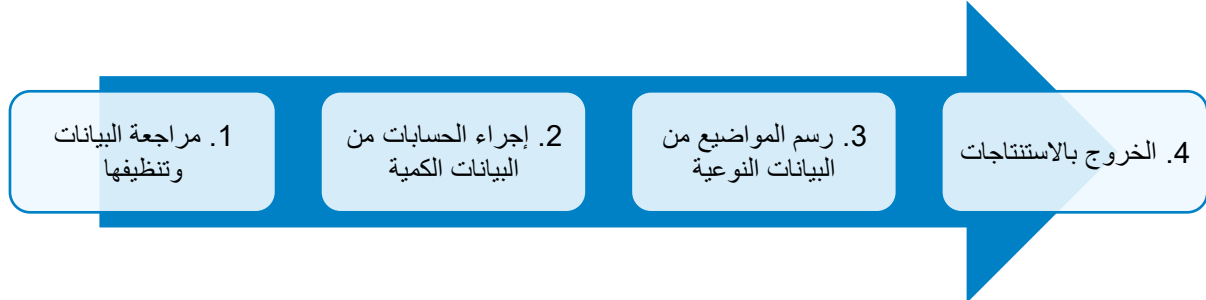 1. مراجعة البيانات
وتنظيفها
2. إجراء الحسابات من
البيانات الكمية
3. رسم المواضيع من
البيانات النوعية
4. الخروج بالاستنتاجات